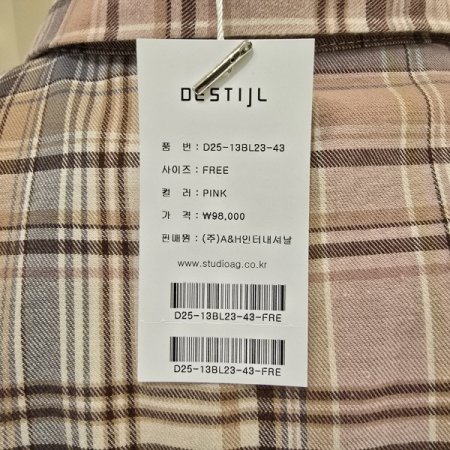 DESTIJL
품 번 : D25-13BL23-43
사이즈 : FREE
컬 러 : PINK
가 격 : ₩98,000
판매원 : (주)A&H인터내셔날
www.studioag.co.kr
D25-13BL23-43-FRE
D25-13BL23-43-FRE